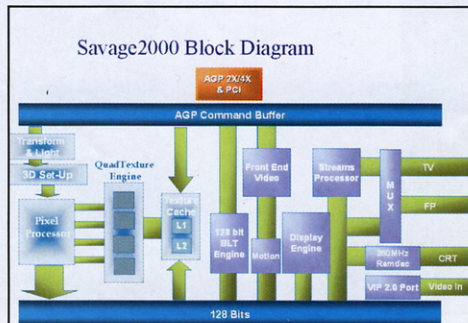 Savage2000 Block Diagram
AGP 2X/4X
& PCI
AGP Command Buffer
Transform
& Light
3D Set-Up
QuadTexture
Engine
Pixel
Processor
Texture
Cache
L1
L2
128 bit
BLT
Engine
Front End
Video
Motion
Streams
Processor
Display
Engine
MUX
TV
FP
350MHz
Ramdac
CRT
VIP 2.0 Port
Video In
128 Bits